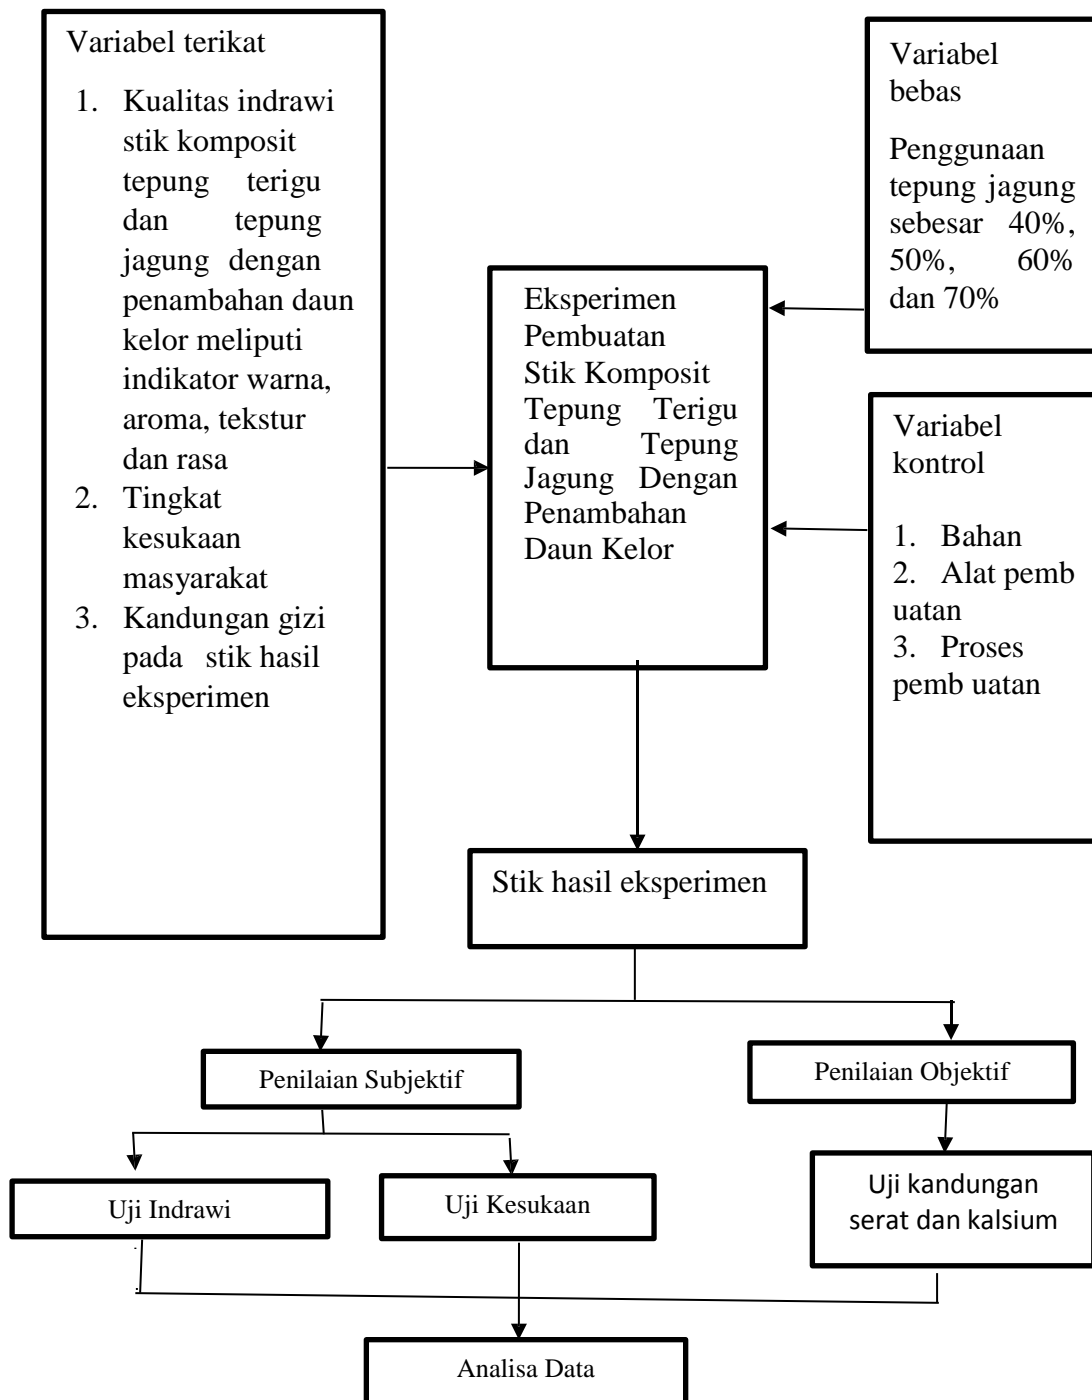 Variabel terikat
1. Kualitas indrawi
stik komposit
tepung terigu
dan tepung
jagung dengan
penambahan daun
kelor meliputi
indikator warna,
aroma, tekstur
dan rasa
2. Tingkat
kesukaan
masyarakat
3. Kandungan gizi
pada stik hasil
eksperimen
Variabel
bebas
Penggunaan
tepung jagung
sebesar 40%,
50%, 60%
dan 70%
Eksperimen
Pembuatan
Stik Komposit
Tepung Terigu
dan Tepung
Jagung Dengan
Penambahan
Daun Kelor
Variabel
kontrol
1. Bahan
2. Alat pemb
uatan
3. Proses
pemb uatan
Stik hasil eksperimen
Penilaian Subjektif
Penilaian Objektif
Uji Indrawi
Uji Kesukaan
Uji kandungan
serat dan kalsium
Analisa Data